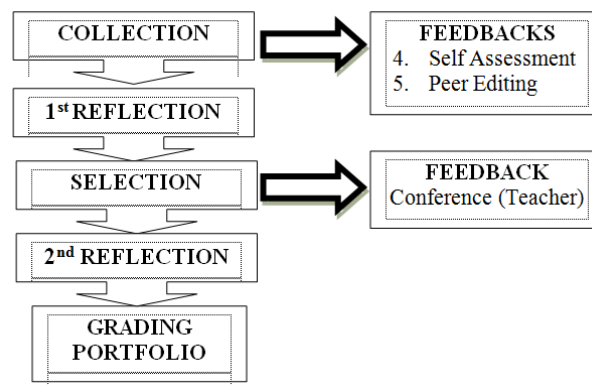 COLLECTION
FEEDBACKS
4. Self Assessment
5. Peer Editing
1st REFLECTION
SELECTION
FEEDBACK
Conference (Teacher)
2nd REFLECTION
GRADING
PORTFOLIO